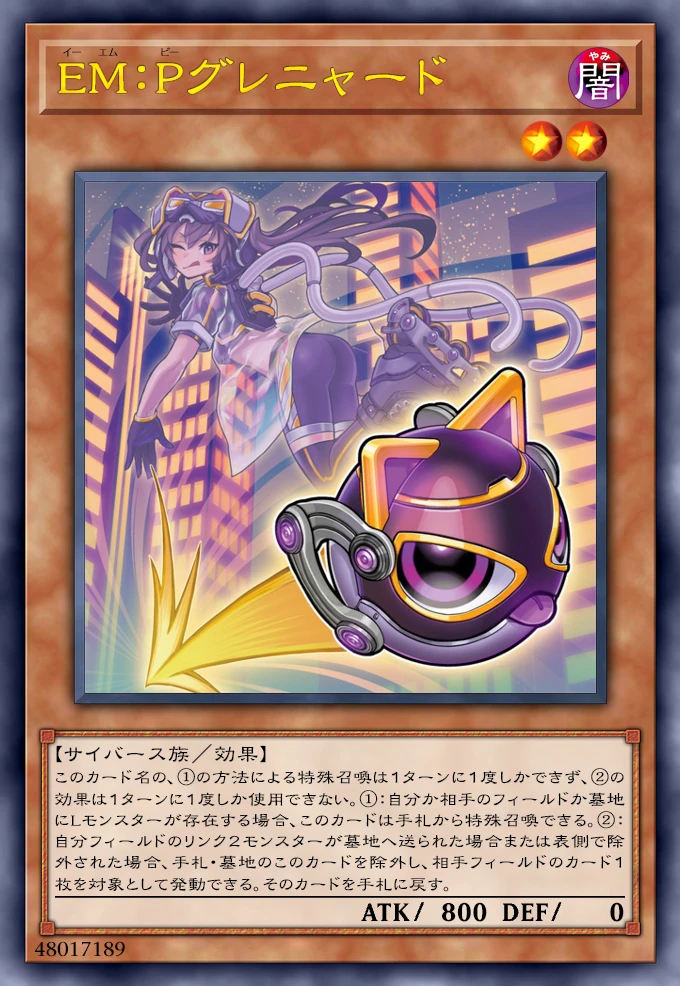 イー エム ピー
EM：Pグレニャード
やみ
闇
【サイバース族／効果】
このカード名の、①の方法による特殊召喚は１ターンに１度しかできず、②の
効果は１ターンに１度しか使用できない。①：自分か相手のフィールドか墓地
にLモンスターが存在する場合、このカードは手札から特殊召喚できる。②：
自分フィールドのリンク２モンスターが墓地へ送られた場合または表側で除
外された場合、手札・墓地のこのカードを除外し、相手フィールドのカード１
枚を対象として発動できる。そのカードを手札に戻す。
ATK/ 800 DEF/ 0
48017189